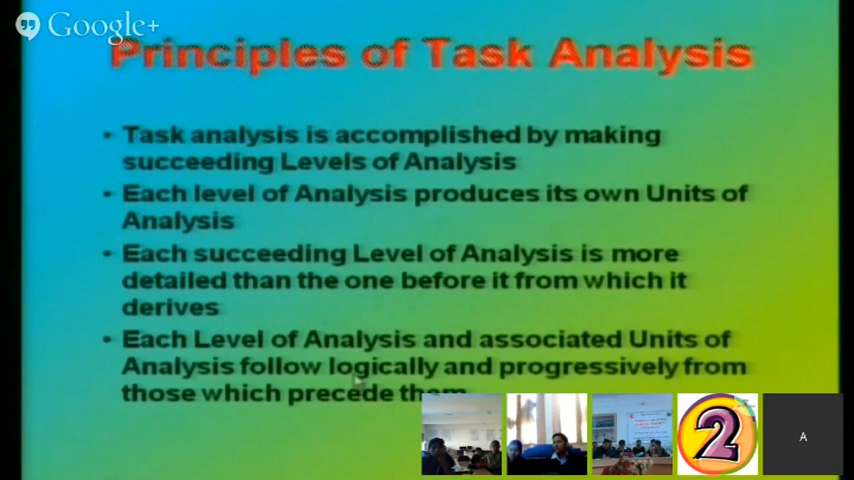 Google+
Principles of Task Analysis
• Task analysis is accomplished by making
succeeding Levels of Analysis
• Each level of Analysis produces its own Units of
Analysis
• Each succeeding Level of Analysis is more
detailed than the one before it from which it
derives
• Each Level of Analysis and associated Units of
Analysis follow logically and progressively from
those which precede them
2
A